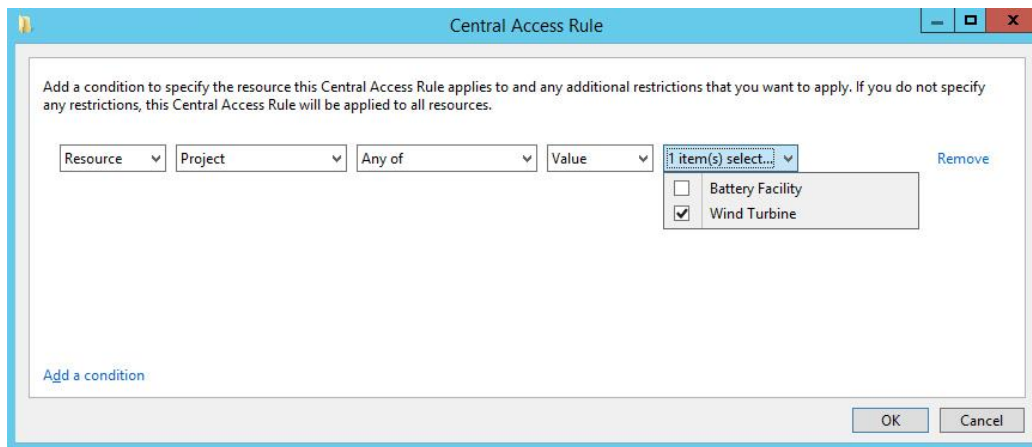 Central Access Rule
Add a condition to specify the resource this Central Access Rule applies to and any additional restrictions that you want to apply. If you do not specify
any restrictions, this Central Access Rule will be applied to all resources.
Resource Project Any of Value 1 item(s) select... Remove
Battery Facility
Wind Turbine
Add a condition
OK Cancel